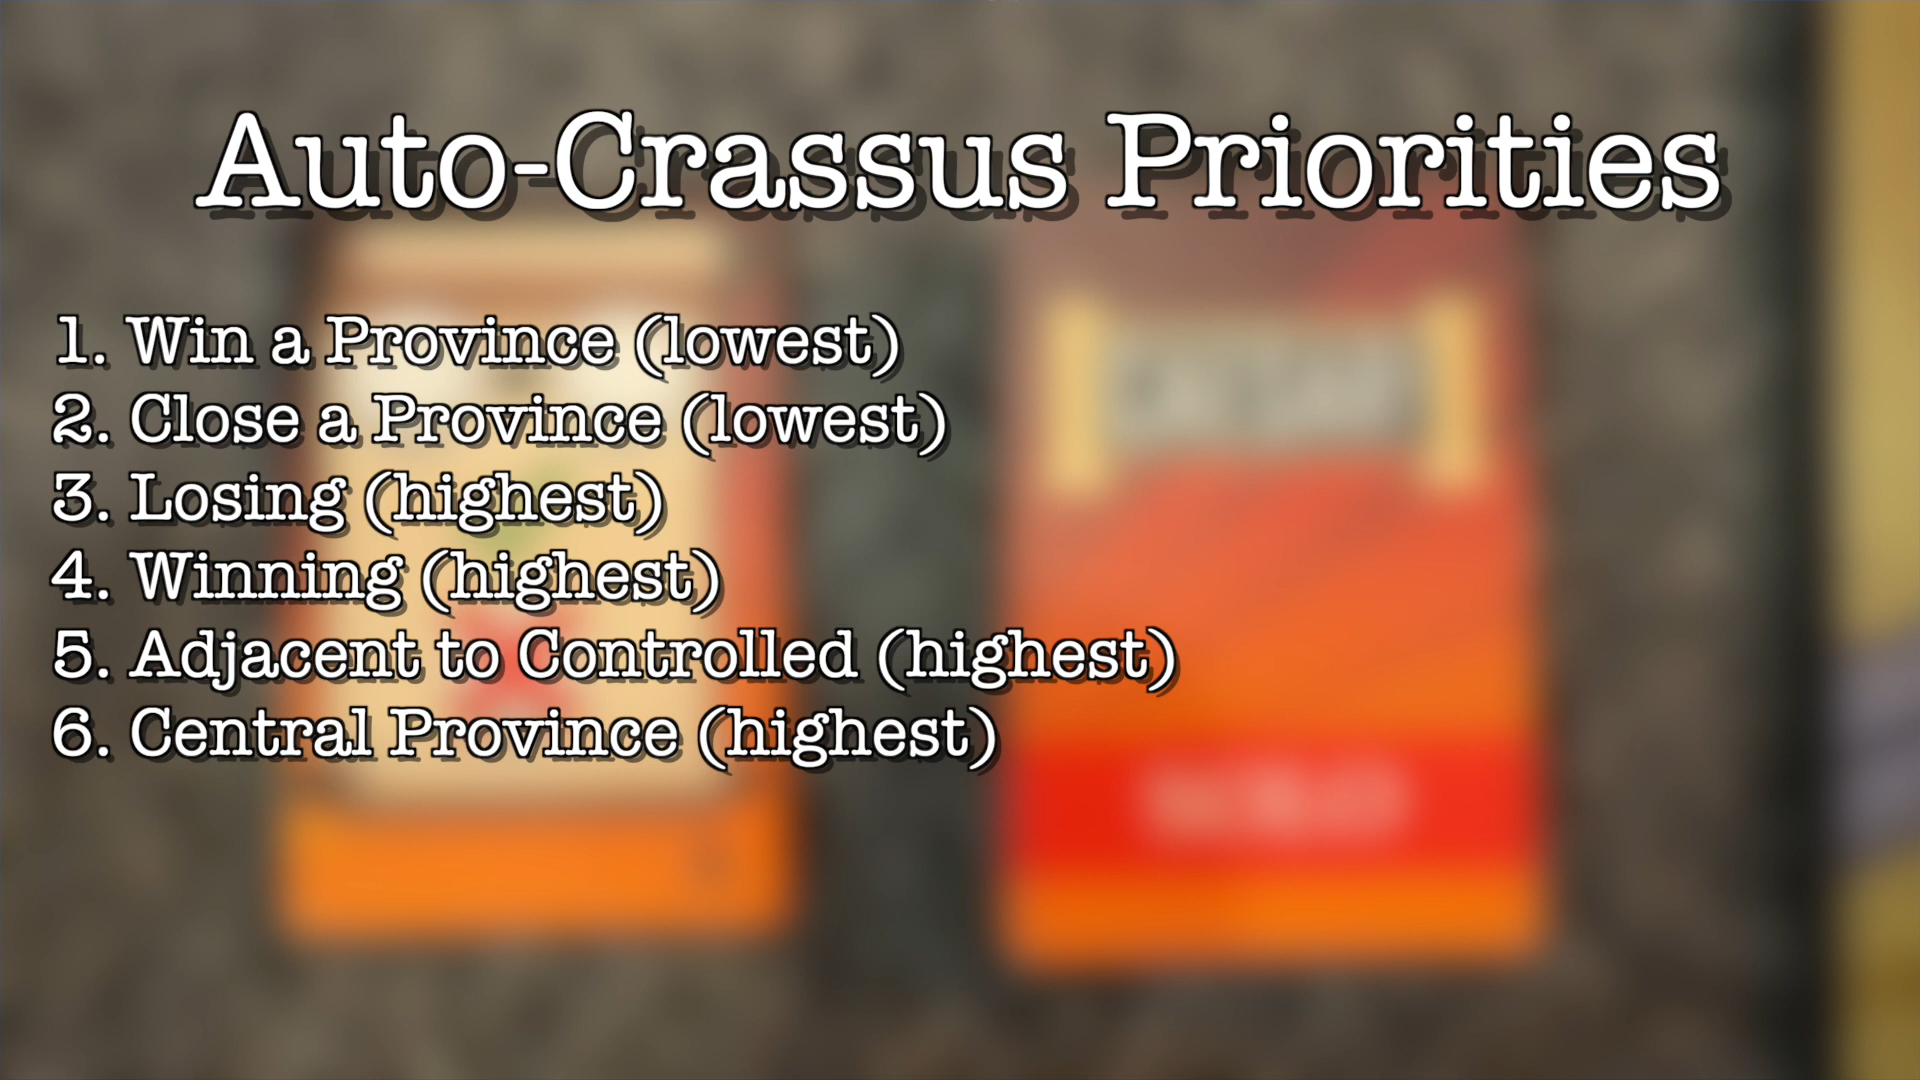 Auto-Crassus Priorities
1. Win a Province (lowest)
2. Close a Province (lowest)
3. Losing (highest)
4. Winning (highest)
5. Adjacent to Controlled (highest)
6. Central Province (highest)